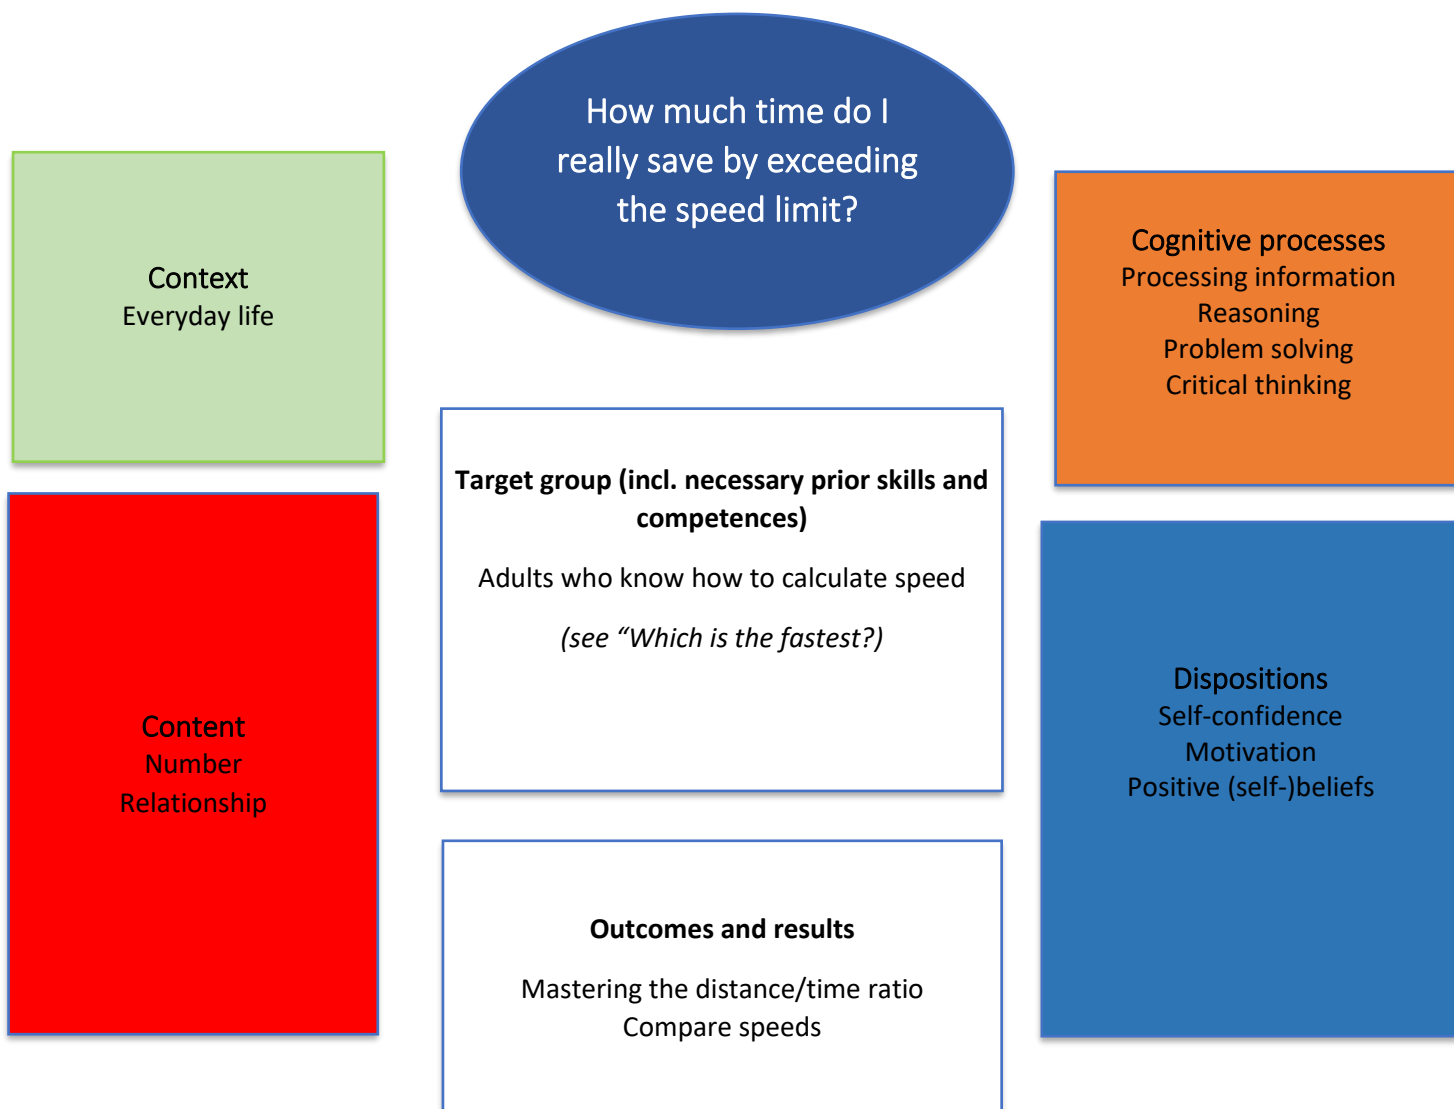 How much time do I
really save by exceeding
the speed limit?
Context
Everyday life
Cognitive processes
Processing information
Reasoning
Problem solving
Critical thinking
Target group (incl. necessary prior skills and
competences)
Adults who know how to calculate speed
(see “Which is the fastest?)
Content
Number
Relationship
Dispositions
Self-confidence
Motivation
Positive (self-)beliefs
Outcomes and results
Mastering the distance/time ratio
Compare speeds